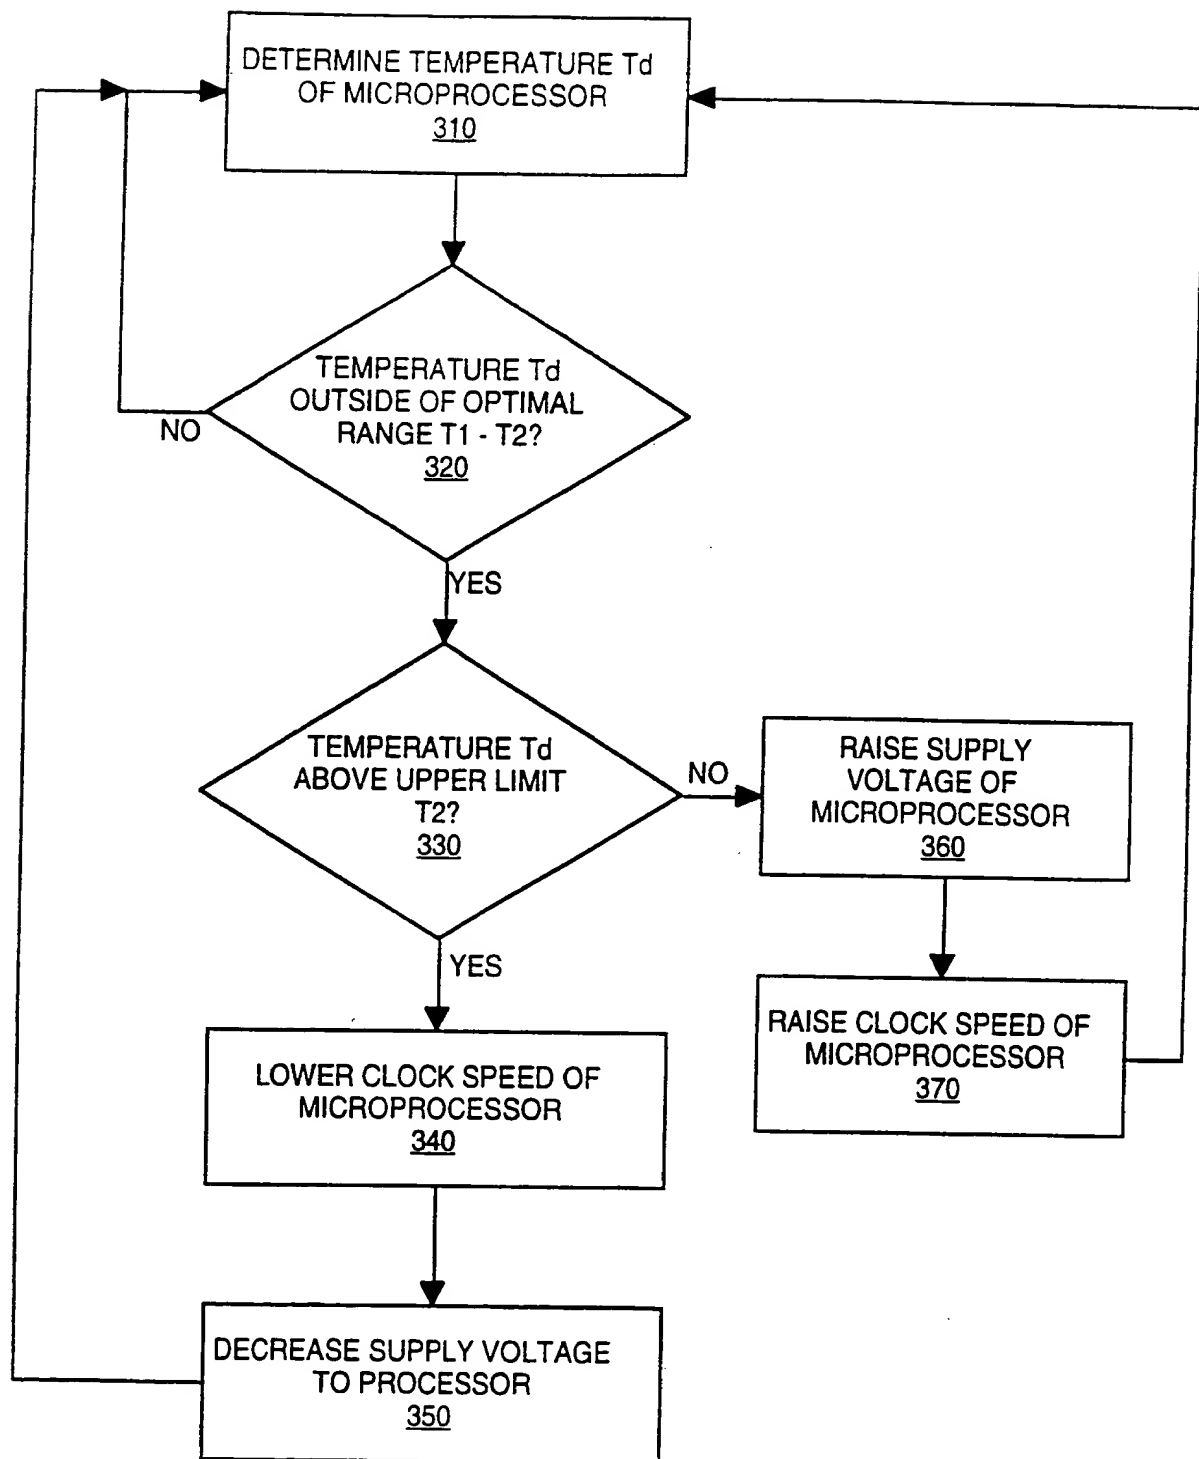 DETERMINE TEMPERATURE Td
OF MICROPROCESSOR
310
TEMPERATURE Td
OUTSIDE OF OPTIMAL
RANGE T1 - T2?
320
NO
YES
TEMPERATURE Td
ABOVE UPPER LIMIT
T2?
330
NO
RAISE SUPPLY
VOLTAGE OF
MICROPROCESSOR
360
YES
RAISE CLOCK SPEED OF
MICROPROCESSOR
370
LOWER CLOCK SPEED OF
MICROPROCESSOR
340
DECREASE SUPPLY VOLTAGE
TO PROCESSOR
350